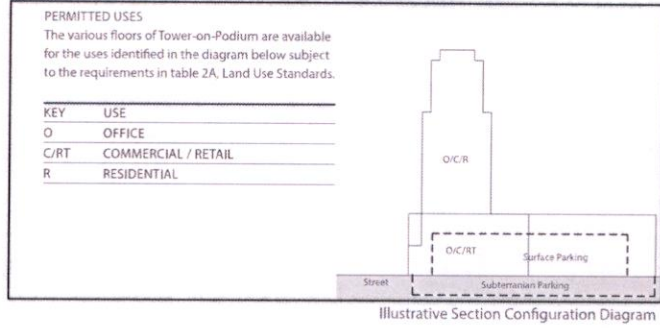 PERMITTED USES
The various floors of Tower-on-Podium are available
for the uses identified in the diagram below subject
to the requirements in table 2A, Land Use Standards.
KEY USE
O OFFICE
C/RT COMMERCIAL / RETAIL
R RESIDENTIAL
O/C/R
O/C/RT
Surface Parking
Street
Subterranian Parking
Illustrative Section Configuration Diagram